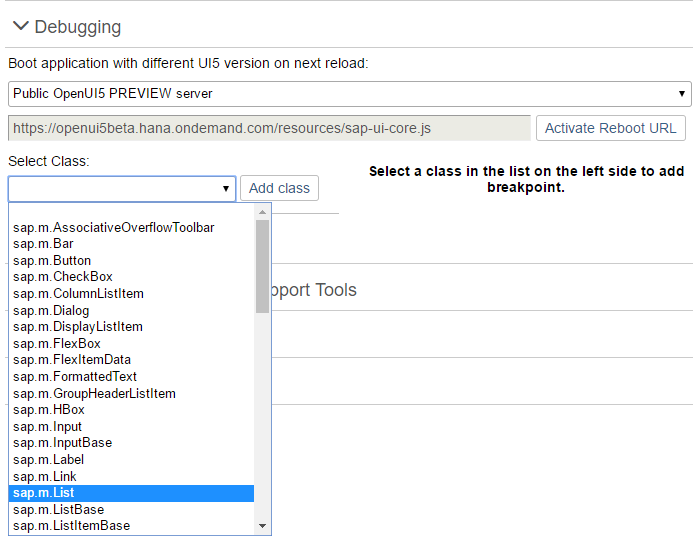 Debugging
Boot application with different UI5 version on next reload:
Public OpenUI5 PREVIEW server
https://openui5beta.hana.ondemand.com/resources/sap-ui-core.js
Activate Reboot URL
Select Class:
Add class
Select a class in the list on the left side to add
breakpoint.
sap.m.AssociativeOverflowToolbar
sap.m.Bar
sap.m.Button
sap.m.CheckBox
sap.m.ColumnListItem
sap.m.Dialog
sap.m.DisplayListItem
sap.m.FlexBox
sap.m.FlexItemData
sap.m.FormattedText
sap.m.GroupHeaderListItem
sap.m.HBox
sap.m.Input
sap.m.InputBase
sap.m.Label
sap.m.Link
sap.m.List
sap.m.ListBase
sap.m.ListItemBase
pport Tools